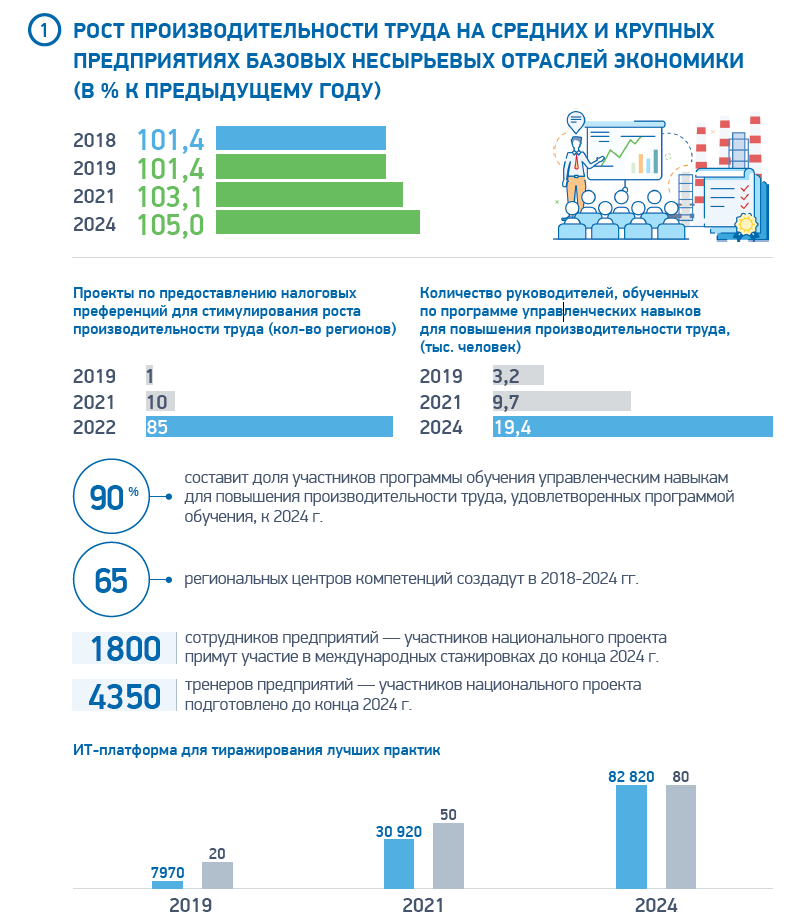 1
РОСТ ПРОИЗВОДИТЕЛЬНОСТИ ТРУДА НА СРЕДНИХ И КРУПНЫХ
ПРЕДПРИЯТИЯХ БАЗОВЫХ НЕСЫРЬЕВЫХ ОТРАСЛЕЙ ЭКОНОМИКИ
(В % К ПРЕДЫДУЩЕМУ ГОДУ)
2018 101,4
2019 101,4
2021 103,1
2024 105,0
Проекты по предоставлению налоговых
преференций для стимулирования роста
производительности труда (кол-во регионов)
2019 1
2021 10
2022 85
Количество руководителей, обученных
по программе управленческих навыков
для повышения производительности труда,
(тыс. человек)
2019 3,2
2021 9,7
2024 19,4
90 %
составит доля участников программы обучения управленческим навыкам
для повышения производительности труда, удовлетворенных программой
обучения, к 2024 г.
65
региональных центров компетенций создадут в 2018-2024 гг.
1800
сотрудников предприятий — участников национального проекта
примут участие в международных стажировках до конца 2024 г.
4350
тренеров предприятий — участников национального проекта
подготовлено до конца 2024 г.
ИТ-платформа для тиражирования лучших практик
7970 20
30 920 50
82 820 80
2019 2021 2024